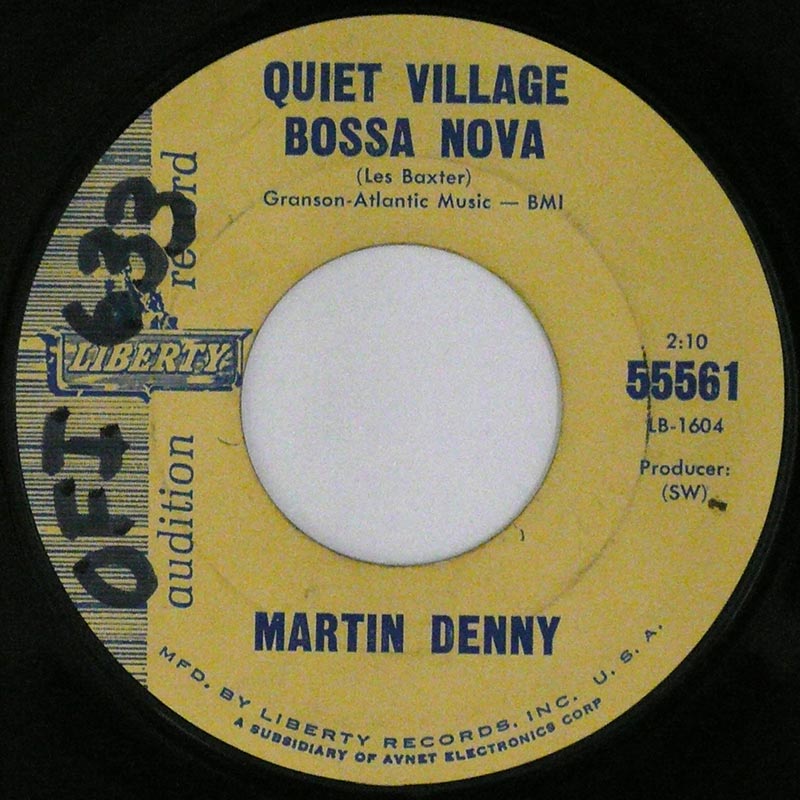 QUIET VILLAGE
BOSSA NOVA
(Les Baxter)
Granson-Atlantic Music — BMI
OFI 633
audition record
LIBERTY
2:10
55561
LB-1604
Producer:
(SW)
MARTIN DENNY
MFD. BY LIBERTY RECORDS, INC. U. S. A.
A SUBSIDIARY OF AVNET ELECTRONICS CORP